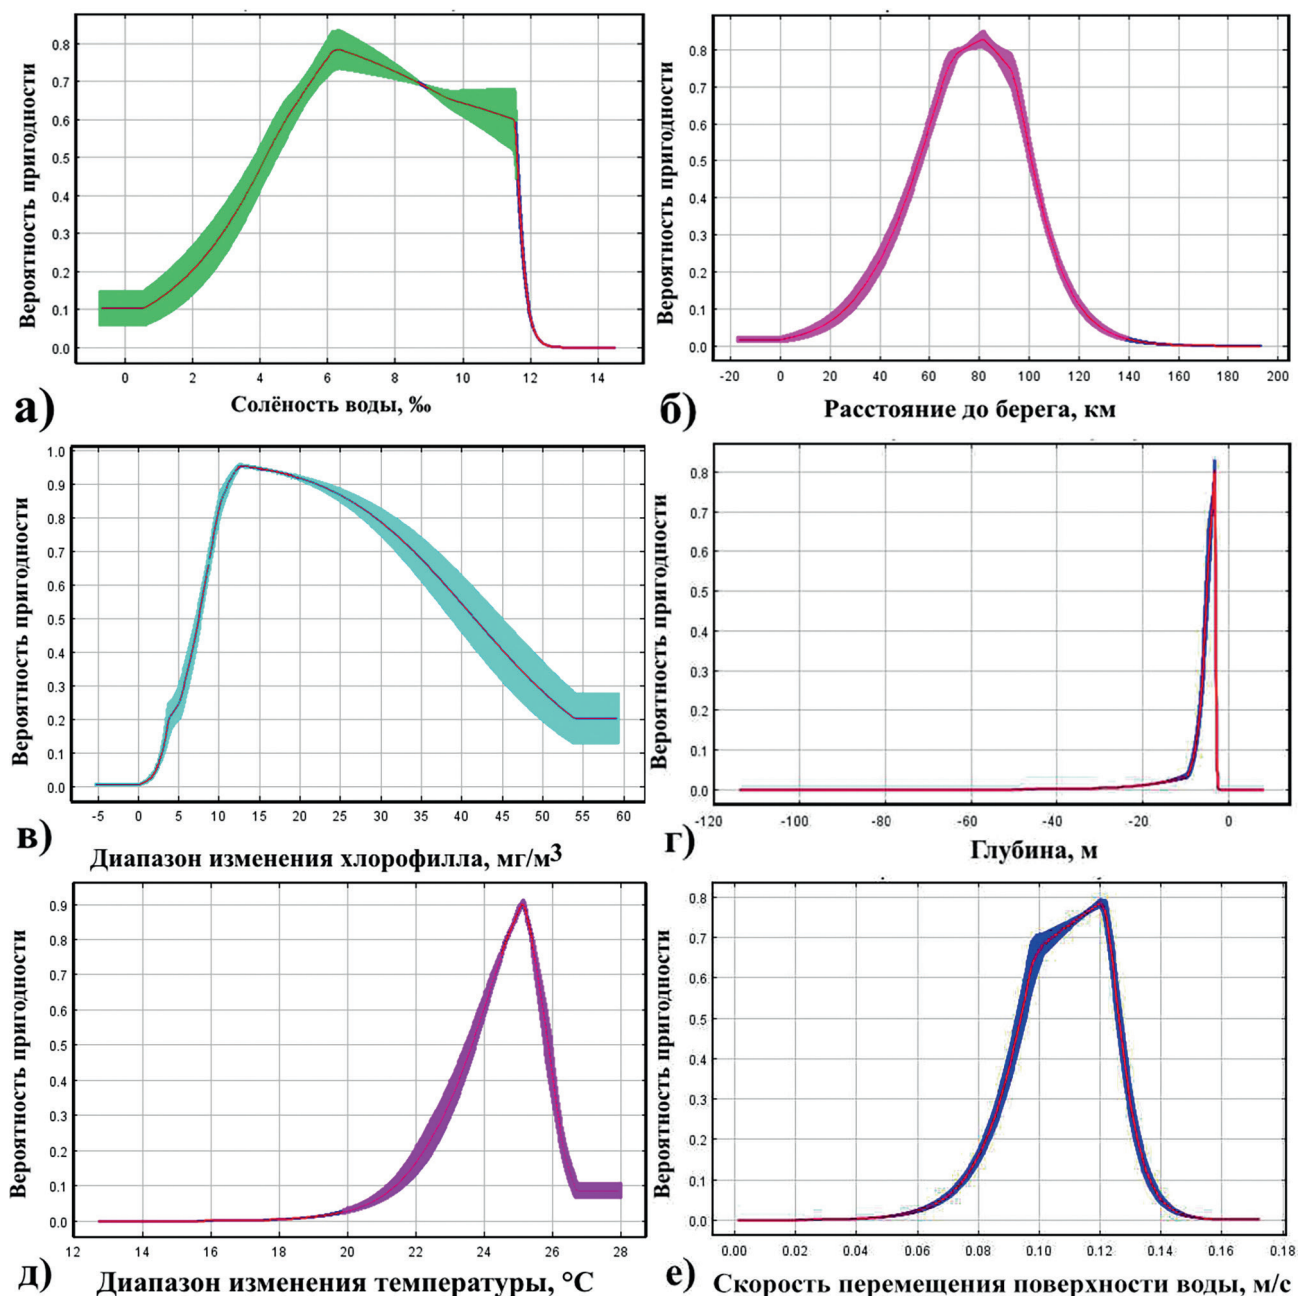 0.8
0.7
0.6
0.5
0.4
0.3
0.2
0.1
0.0
Вероятность пригодности
0 2 4 6 8 10 12 14
а)
Солёность воды, ‰
0.8
0.7
0.6
0.5
0.4
0.3
0.2
0.1
0.0
Вероятность пригодности
-20 0 20 40 60 80 100 120 140 160 180 200
б)
Расстояние до берега, км
1.0
0.9
0.8
0.7
0.6
0.5
0.4
0.3
0.2
0.1
0.0
Вероятность пригодности
-5 0 5 10 15 20 25 30 35 40 45 50 55 60
в)
Диапазон изменения хлорофилла, мг/м³
0.8
0.7
0.6
0.5
0.4
0.3
0.2
0.1
0.0
Вероятность пригодности
-120 -100 -80 -60 -40 -20 0
г)
Глубина, м
0.9
0.8
0.7
0.6
0.5
0.4
0.3
0.2
0.1
0.0
Вероятность пригодности
12 14 16 18 20 22 24 26 28
д)
Диапазон изменения температуры, °С
0.8
0.7
0.6
0.5
0.4
0.3
0.2
0.1
0.0
Вероятность пригодности
0.00 0.02 0.04 0.06 0.08 0.10 0.12 0.14 0.16 0.18
е)
Скорость перемещения поверхности воды, м/с